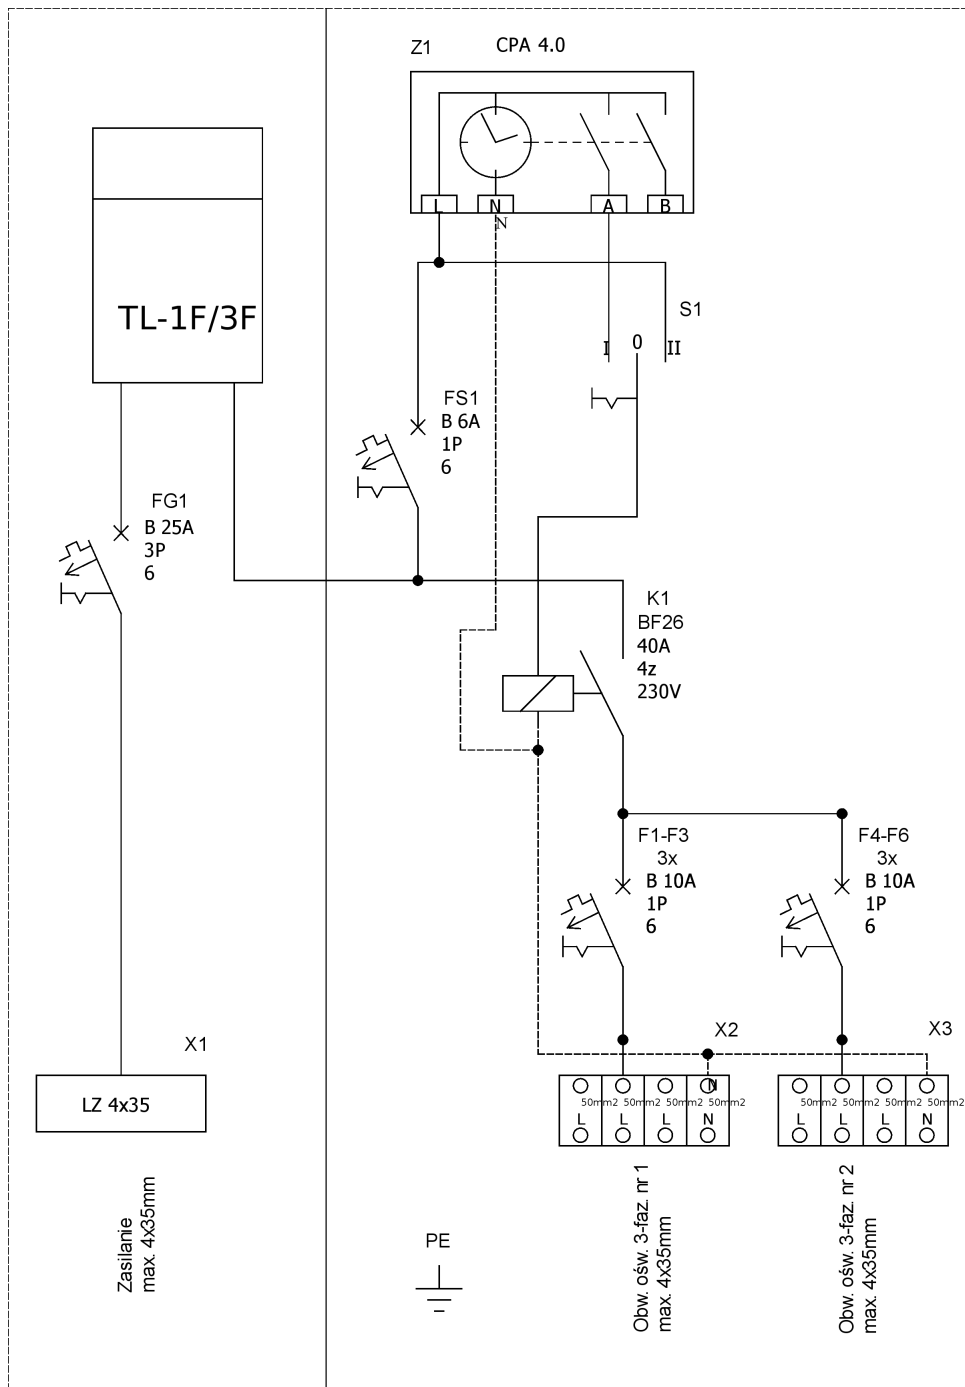 Z1
CPA 4.0
L
N
A
B
N
TL-1F/3F
S1
I
0
II
FS1
B 6A
1P
6
FG1
B 25A
3P
6
K1
BF26
40A
4z
230V
F1-F3
3x
B 10A
1P
6
F4-F6
3x
B 10A
1P
6
X1
LZ 4x35
X2
X3
N
50mm2 50mm2 50mm2 50mm2
L L L N
50mm2 50mm2 50mm2 50mm2
L L L N
Zasilanie
max. 4x35mm
PE
Obw. ośw. 3-faz. nr 1
max. 4x35mm
Obw. ośw. 3-faz. nr 2
max. 4x35mm